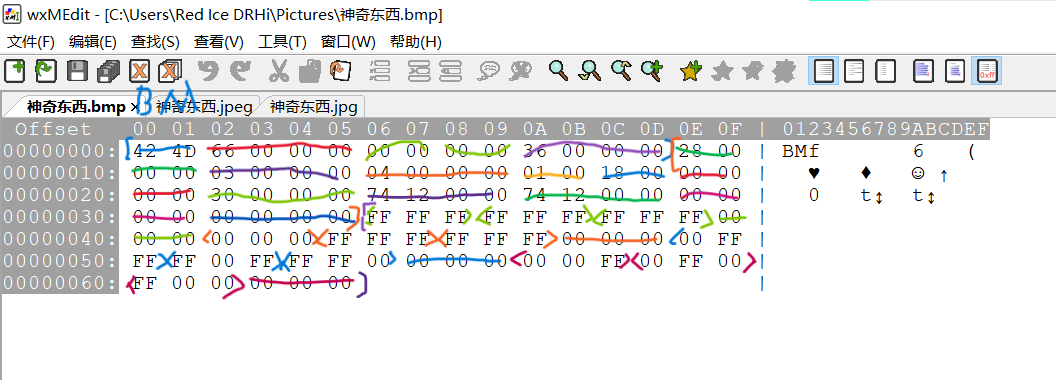 wxMEdit - [C:\Users\Red Ice DRHi\Pictures\神奇东西.bmp]
文件(F) 编辑(E) 查找(S) 查看(V) 工具(T) 窗口(W) 帮助(H)
0xff
BM
神奇东西.bmp × 神奇东西.jpeg 神奇东西.jpg
Offset 00 01 02 03 04 05 06 07 08 09 0A 0B 0C 0D 0E 0F | 0123456789ABCDEF
00000000: 42 4D 66 00 00 00 00 00 00 00 36 00 00 00 28 00 | BMf 6 (
00000010: 00 00 03 00 00 00 04 00 00 00 01 00 18 00 00 00 | ♥ ♦ ☺ ↑
00000020: 00 00 30 00 00 00 74 12 00 00 74 12 00 00 00 00 | 0 t↕ t↕
00000030: 00 00 00 00 00 00 FF FF FF FF FF FF FF FF FF 00 |
00000040: 00 00 00 00 00 FF FF FF FF FF FF 00 00 00 00 FF |
00000050: FF FF 00 FF FF FF 00 00 00 00 00 00 FF 00 FF 00 |
00000060: FF 00 00 00 00 00 |